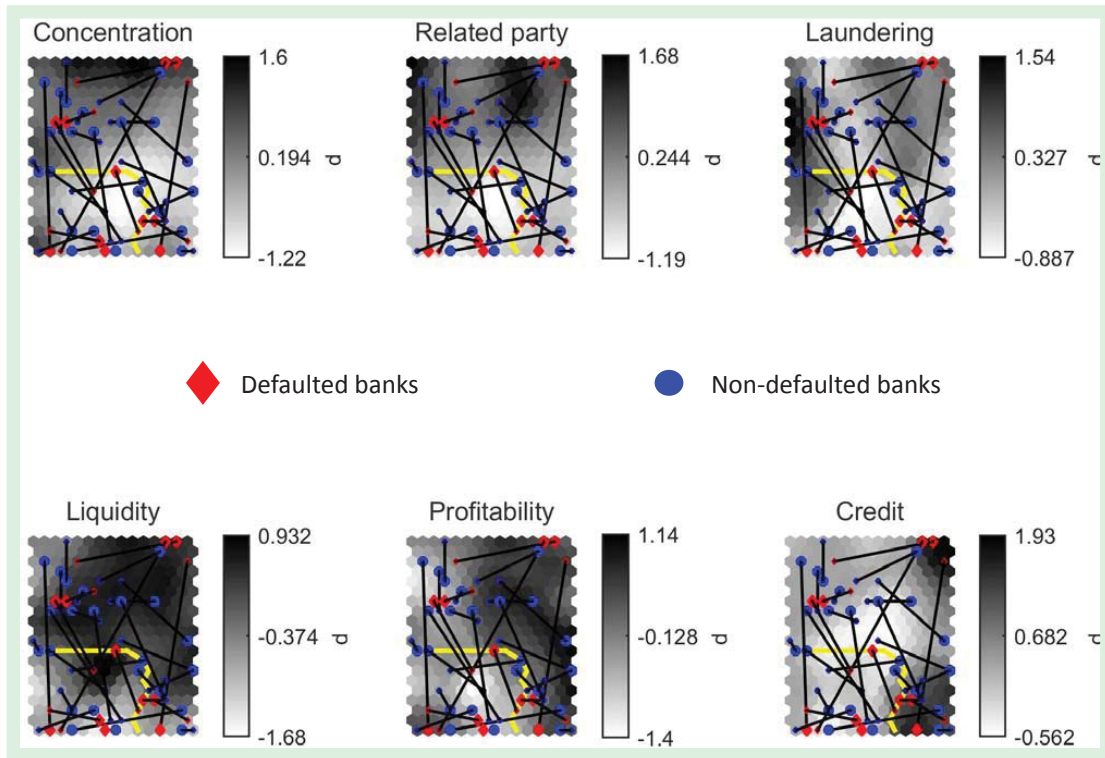 Concentration
1.6
0.194
d
-1.22
Related party
1.68
0.244
d
-1.19
Laundering
1.54
0.327
d
-0.887
Defaulted banks
Non-defaulted banks
Liquidity
0.932
-0.374
d
-1.68
Profitability
1.14
-0.128
d
-1.4
Credit
1.93
0.682
d
-0.562